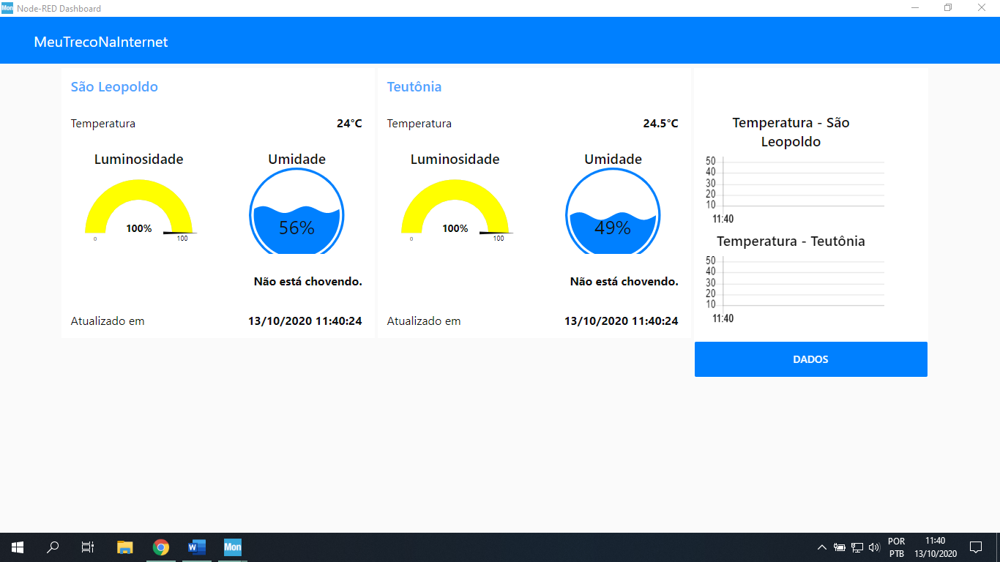 Mon Node-RED Dashboard
MeuTrecoNaInternet
São Leopoldo
Temperatura 24°C
Luminosidade Umidade
100%
0 100
56%
Não está chovendo.
Atualizado em 13/10/2020 11:40:24
Teutônia
Temperatura 24.5°C
Luminosidade Umidade
100%
0 100
49%
Não está chovendo.
Atualizado em 13/10/2020 11:40:24
Temperatura - São
Leopoldo
50
40
30
20
10
11:40
Temperatura - Teutônia
50
40
30
20
10
11:40
DADOS
W
Mon
POR
PTB
11:40
13/10/2020